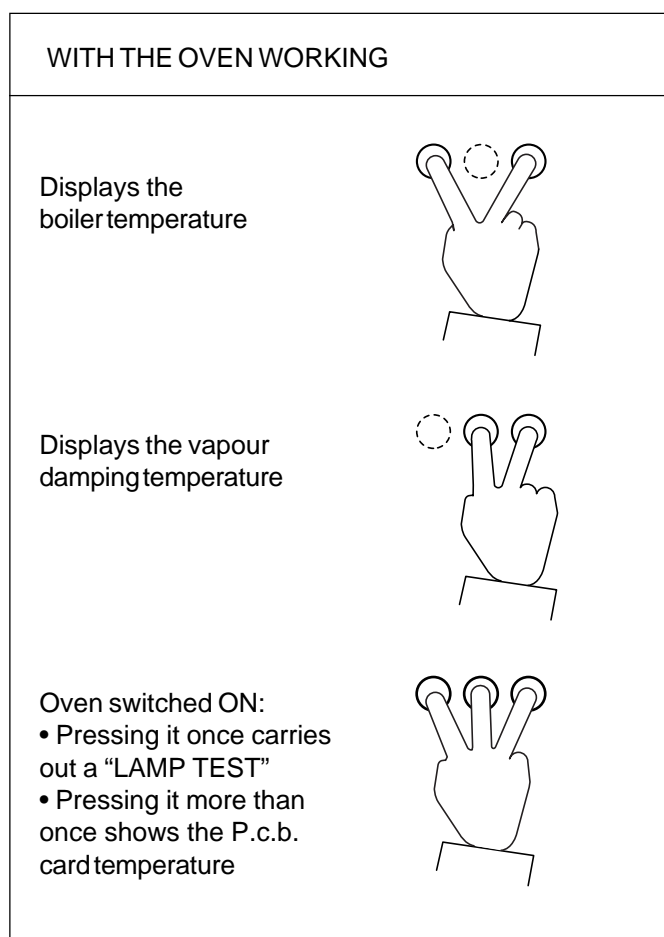 WITH THE OVEN WORKING
Displays the
boiler temperature
Displays the vapour
damping temperature
Oven switched ON:
• Pressing it once carries
out a “LAMP TEST”
• Pressing it more than
once shows the P.c.b.
card temperature